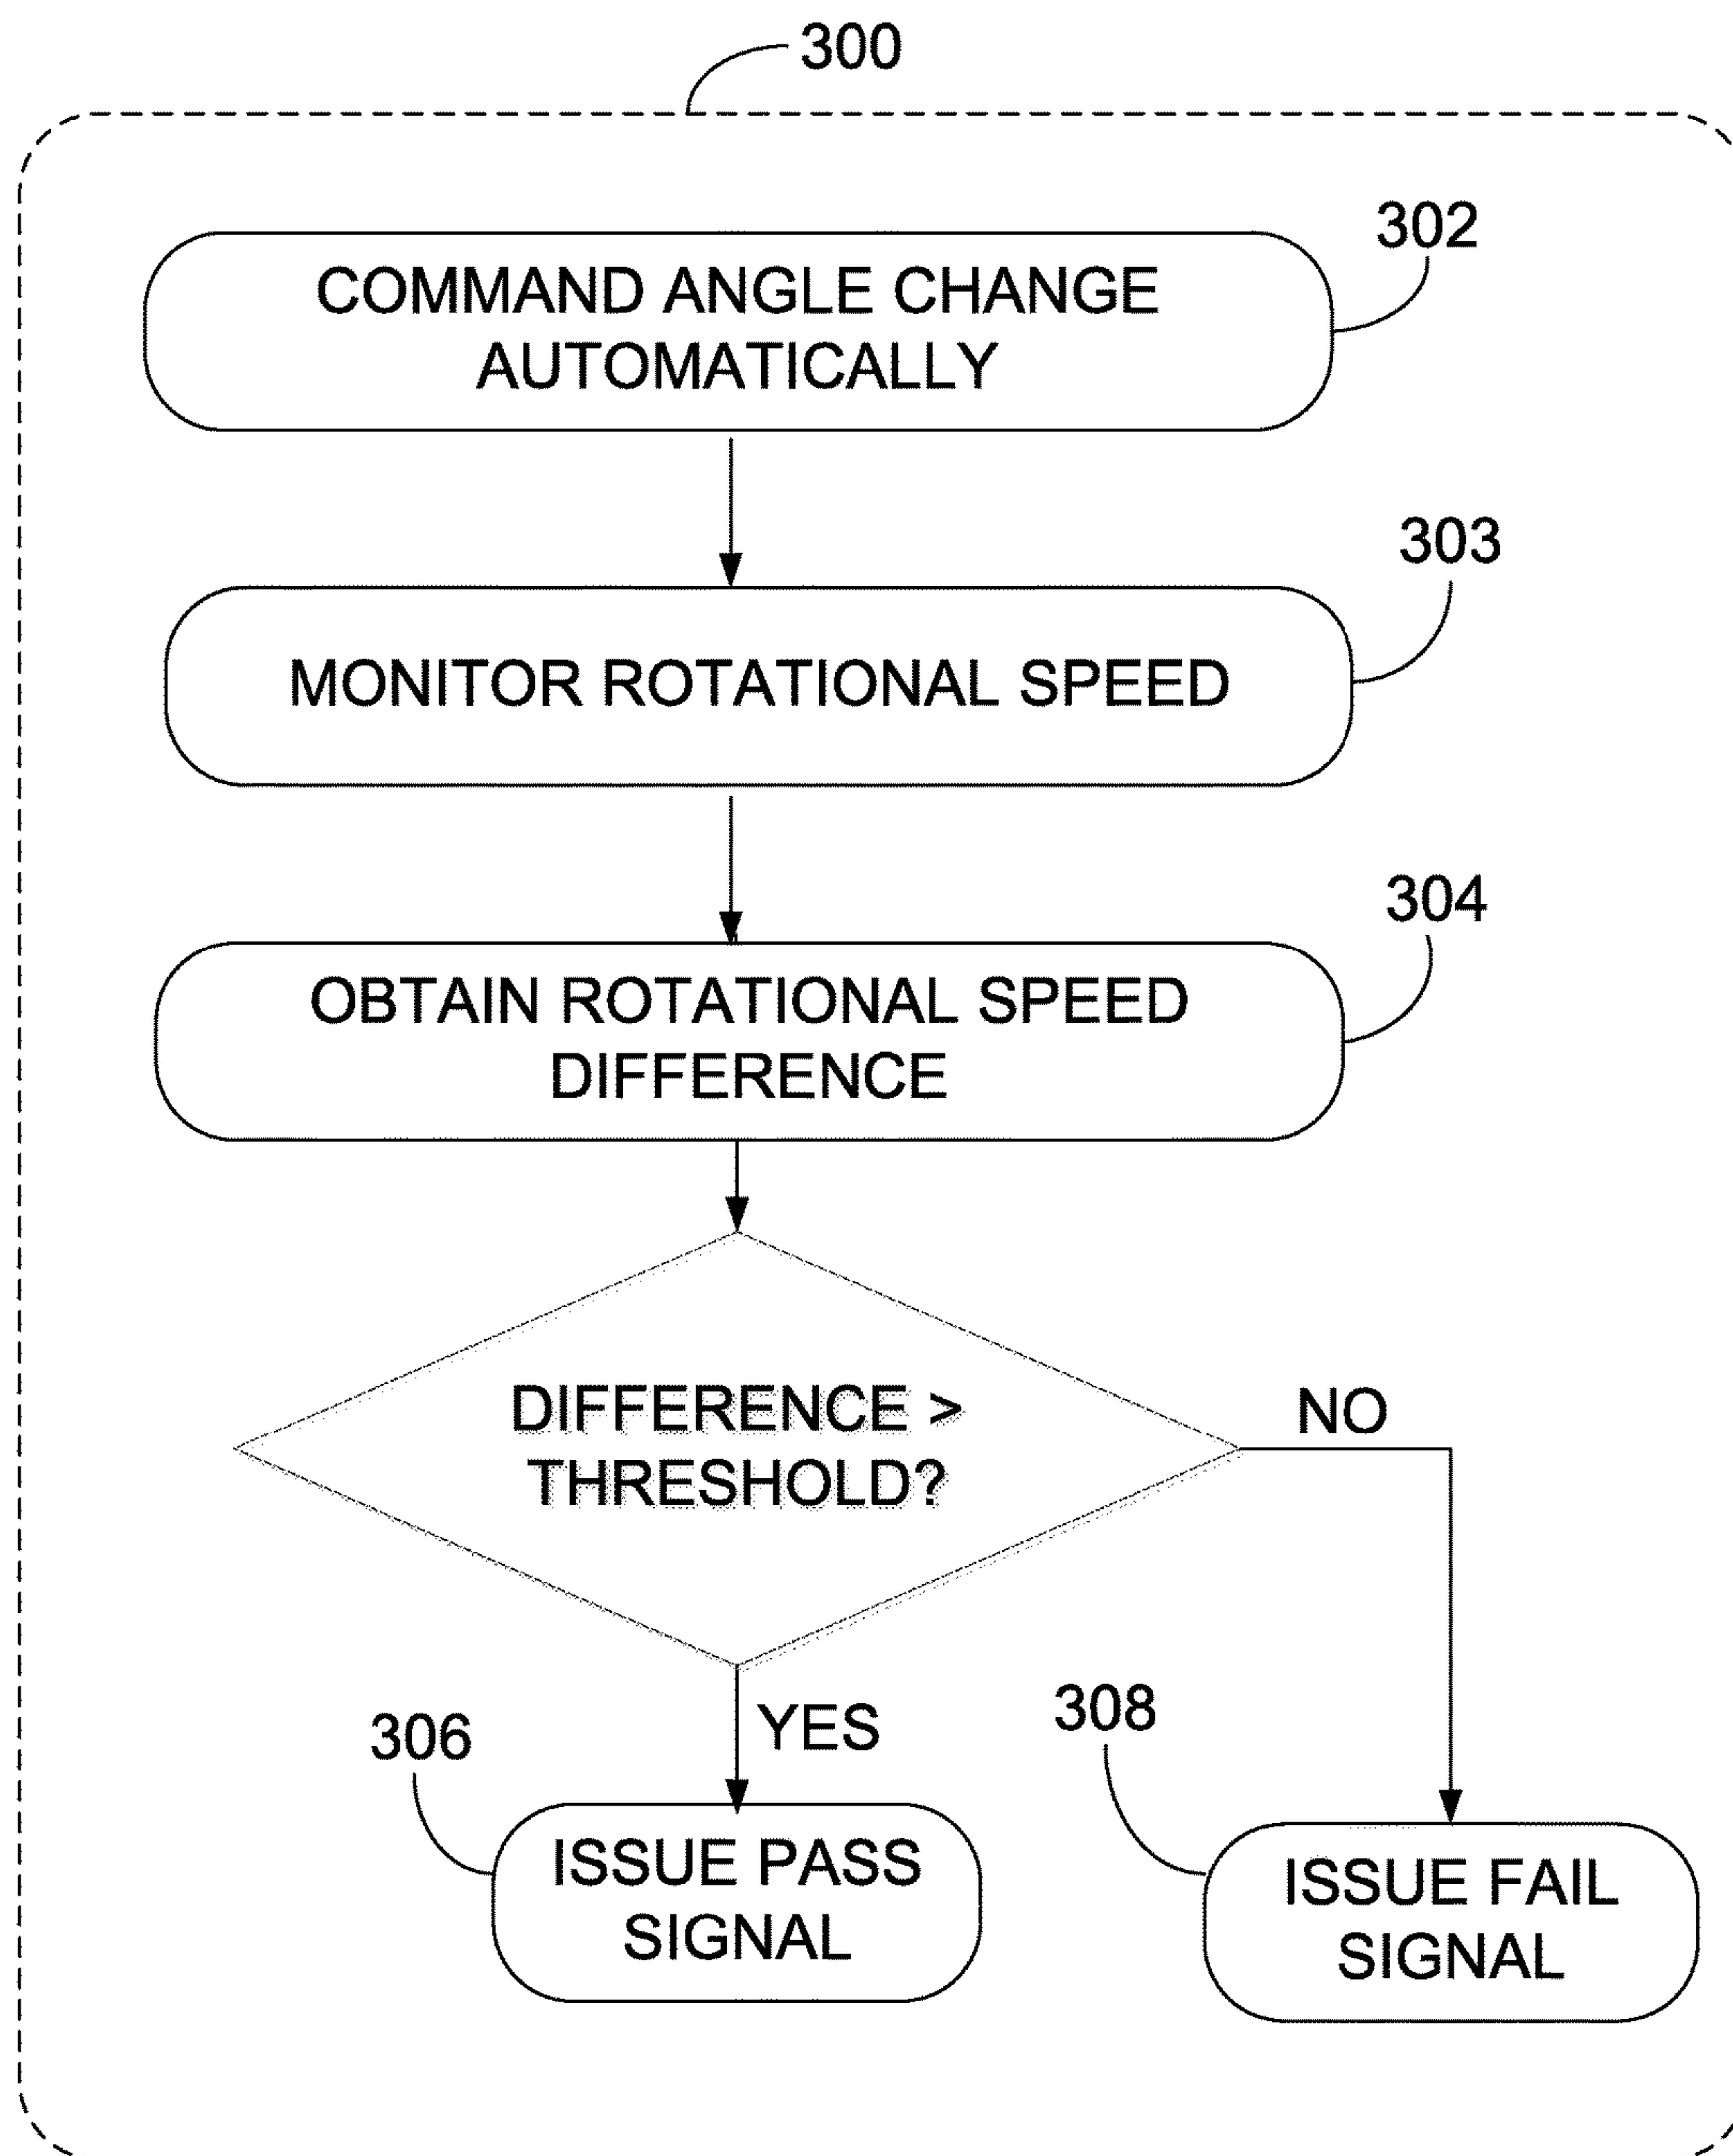 300
302
COMMAND ANGLE CHANGE
AUTOMATICALLY
303
MONITOR ROTATIONAL SPEED
304
OBTAIN ROTATIONAL SPEED
DIFFERENCE
DIFFERENCE >
THRESHOLD?
NO
YES
306
308
ISSUE PASS
SIGNAL
ISSUE FAIL
SIGNAL